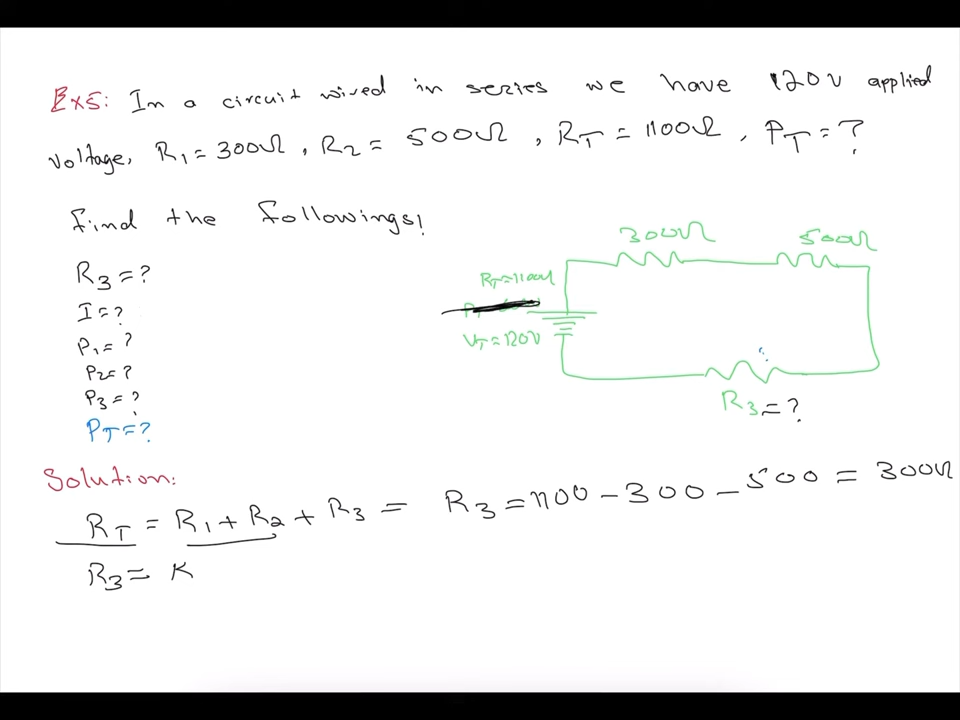 Ex5: In a circuit wired in series we have 120V applied
voltage, R1 = 300Ω, R2 = 500Ω, RT = 1100Ω, PT = ?
Find the followings!
R3 = ?
I = ?
P1 = ?
P2 = ?
P3 = ?
PT = ?
300Ω
500Ω
RT = 1100Ω
VT = 120V
R3 = ?
Solution:
RT = R1 + R2 + R3 = R3 = 1100 - 300 - 500 = 300Ω
R3 = K